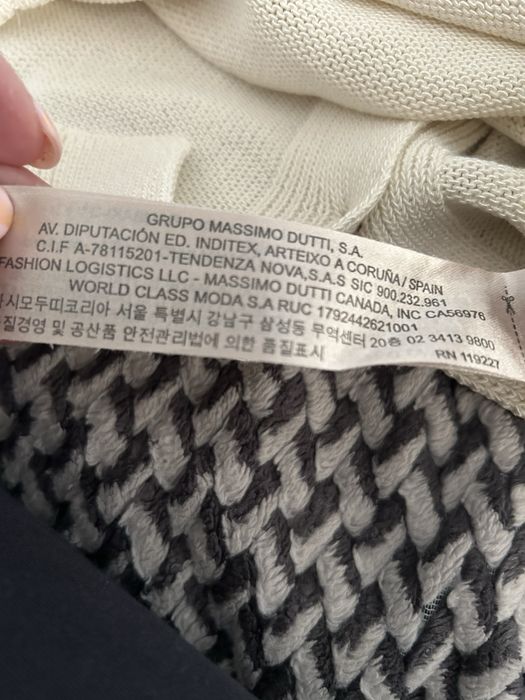 GRUPO MASSIMO DUTTI, S.A.
AV. DIPUTACIÓN ED. INDITEX, ARTEIXO A CORUÑA/SPAIN
C.I.F A-78115201-TENDENZA NOVA,S.A.S SIC 900.232.961
FASHION LOGISTICS LLC - MASSIMO DUTTI CANADA, INC CA56976
WORLD CLASS MODA S.A RUC 1792442621001
시모두띠코리아 서울 특별시 강남구 삼성동 무역센터 20층 02 3413 9800
질경영 및 공산품 안전관리법에 의한 품질표시
RN 119227